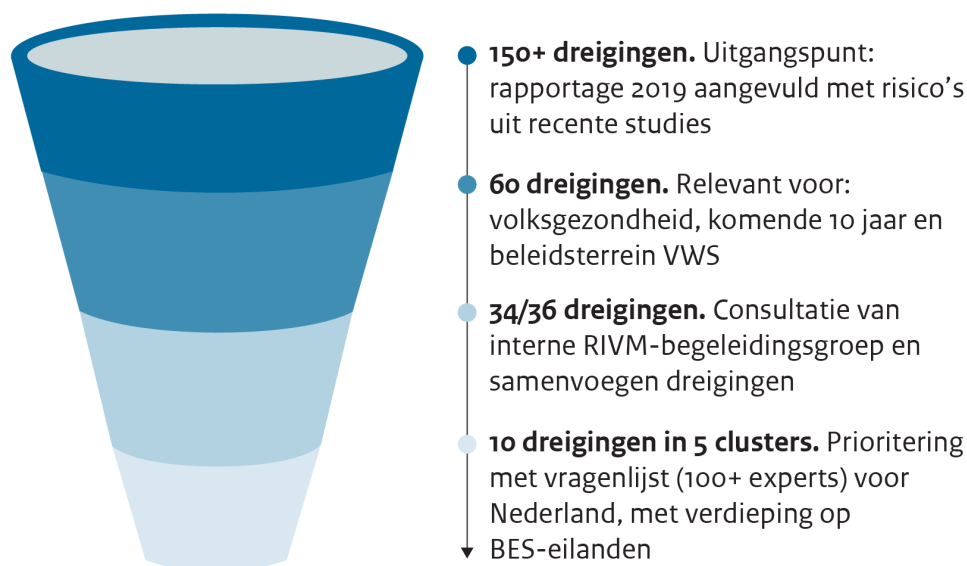 150+ dreigingen. Uitgangspunt:
rapportage 2019 aangevuld met risico's
uit recente studies
60 dreigingen. Relevant voor:
volksgezondheid, komende 10 jaar en
beleidsterrein VWS
34/36 dreigingen. Consultatie van
interne RIVM-begeleidingsgroep en
samenvoegen dreigingen
10 dreigingen in 5 clusters. Prioritering
met vragenlijst (100+ experts) voor
Nederland, met verdieping op
BES-eilanden